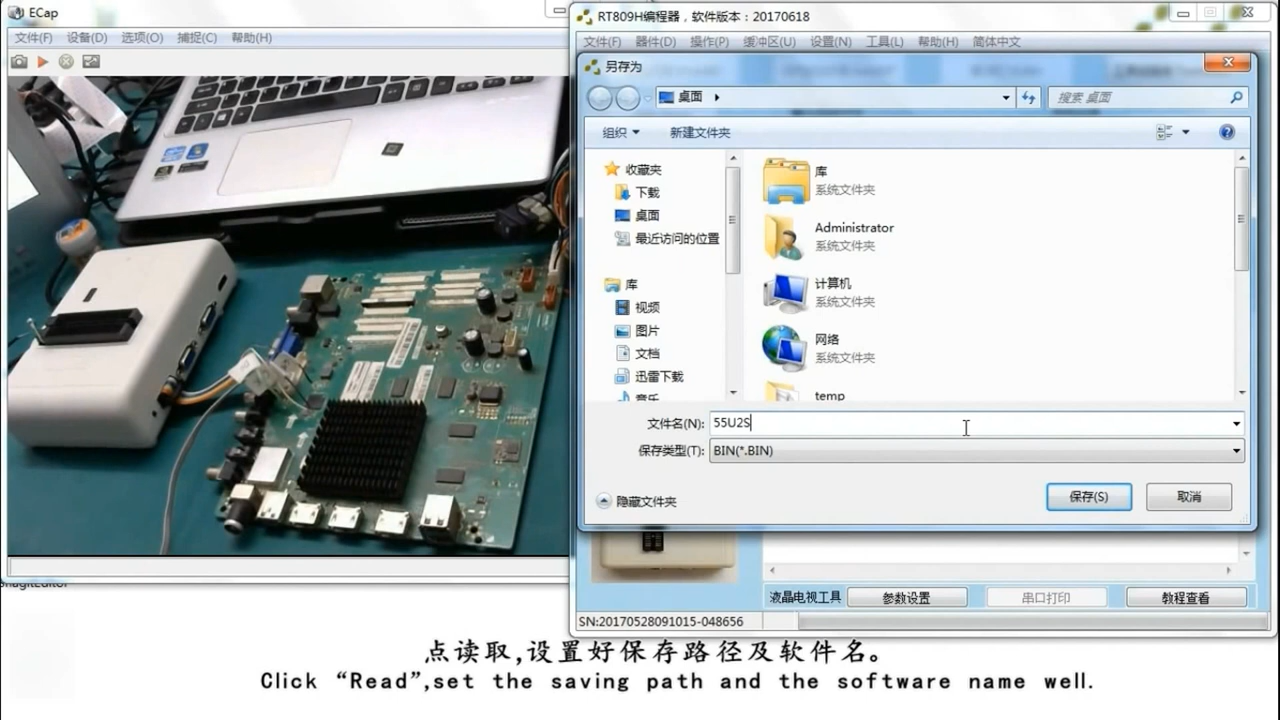 ECap
文件(F) 设备(D) 选项(O) 捕捉(C) 帮助(H)
RT809H编程器，软件版本：20170618
文件(F) 器件(D) 操作(P) 缓冲区(U) 设置(N) 工具(L) 帮助(H) 简体中文
另存为
桌面
搜索 桌面
组织 新建文件夹
收藏夹
下载
桌面
最近访问的位置
库
视频
图片
文档
迅雷下载
音乐
库
系统文件夹
Administrator
系统文件夹
计算机
系统文件夹
网络
系统文件夹
temp
文件名(N): 55U2S
保存类型(T): BIN(*.BIN)
隐藏文件夹
保存(S) 取消
液晶电视工具 参数设置 串口打印 教程查看
SN:20170528091015-048656
点读取,设置好保存路径及软件名。
Click “Read”,set the saving path and the software name well.